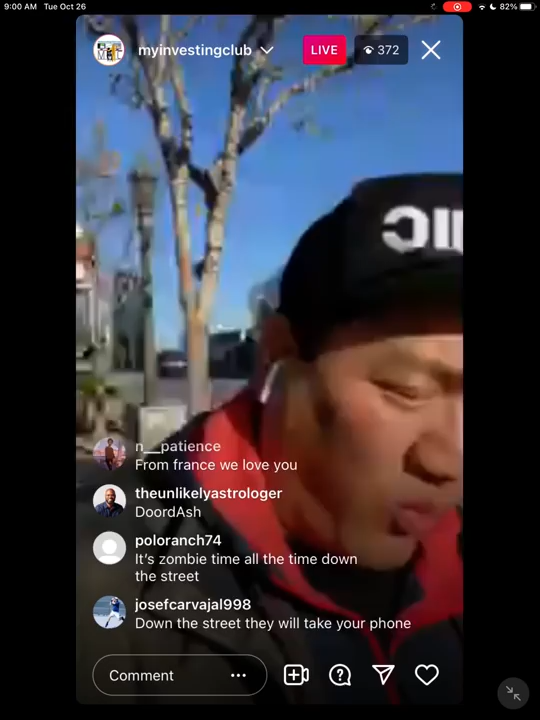 9:00 AM Tue Oct 26
82%
myinvestingclub
LIVE
372
n__patience
From france we love you
theunlikelyastrologer
DoordAsh
poloranch74
It's zombie time all the time down
the street
josefcarvajal998
Down the street they will take your phone
Comment